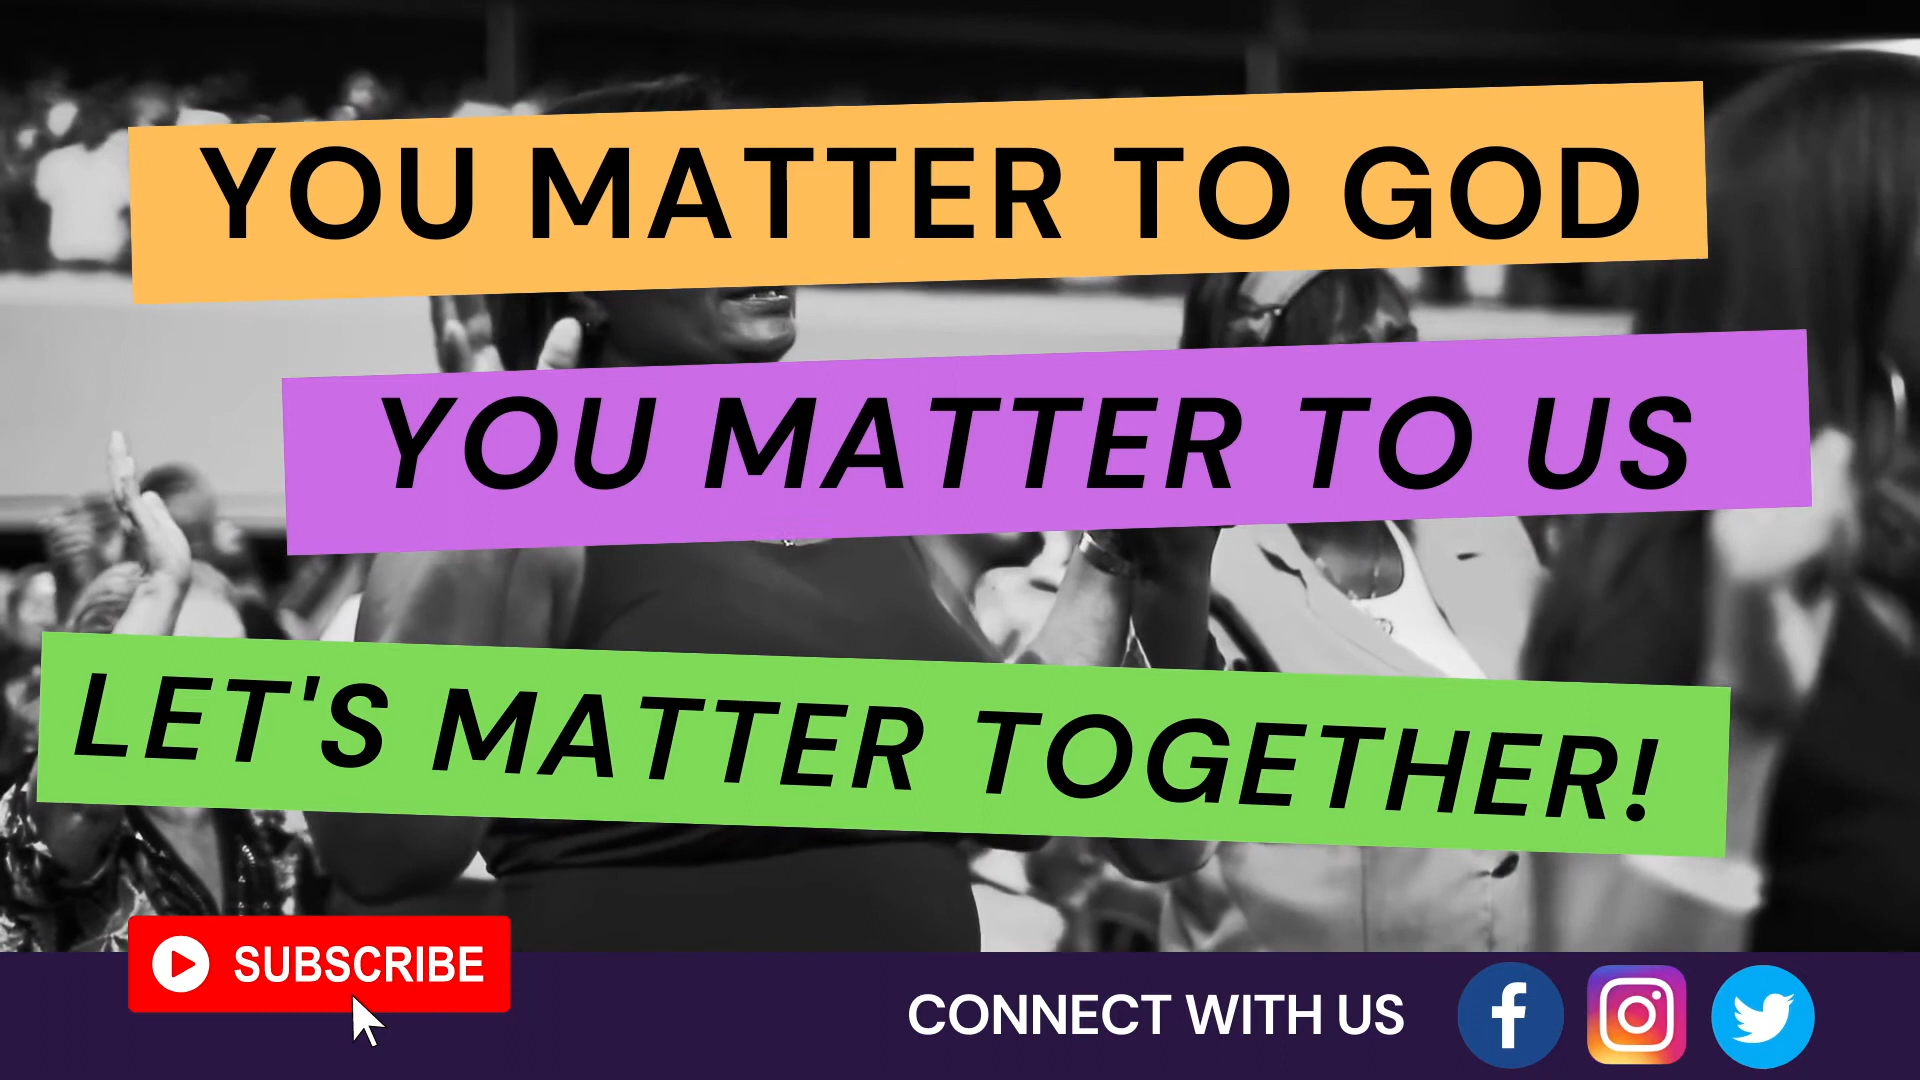 YOU MATTER TO GOD
YOU MATTER TO US
LET'S MATTER TOGETHER!
SUBSCRIBE
CONNECT WITH US